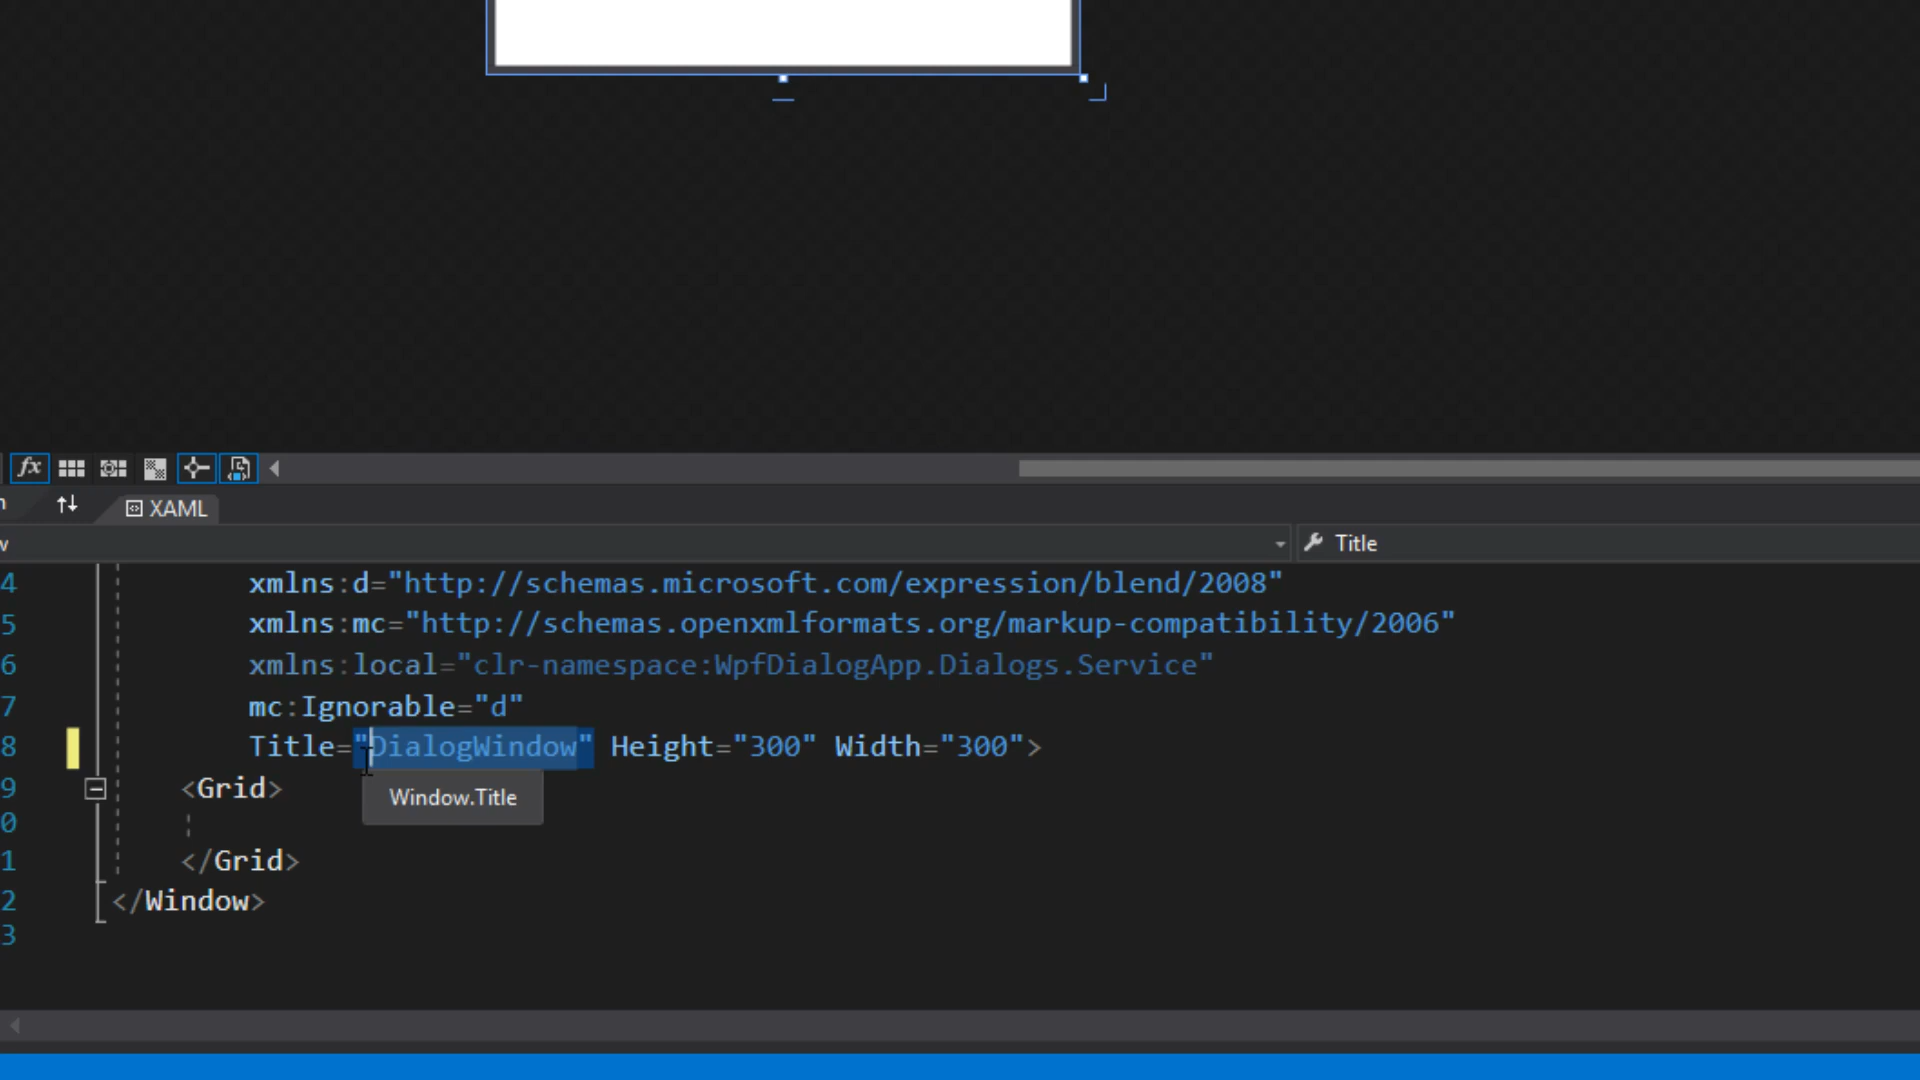 fx
n
XAML
w
Title
4 xmlns:d="http://schemas.microsoft.com/expression/blend/2008"
5 xmlns:mc="http://schemas.openxmlformats.org/markup-compatibility/2006"
6 xmlns:local="clr-namespace:WpfDialogApp.Dialogs.Service"
7 mc:Ignorable="d"
8 Title="DialogWindow" Height="300" Width="300">
9 <Grid>
Window.Title
0
1 </Grid>
2 </Window>
3